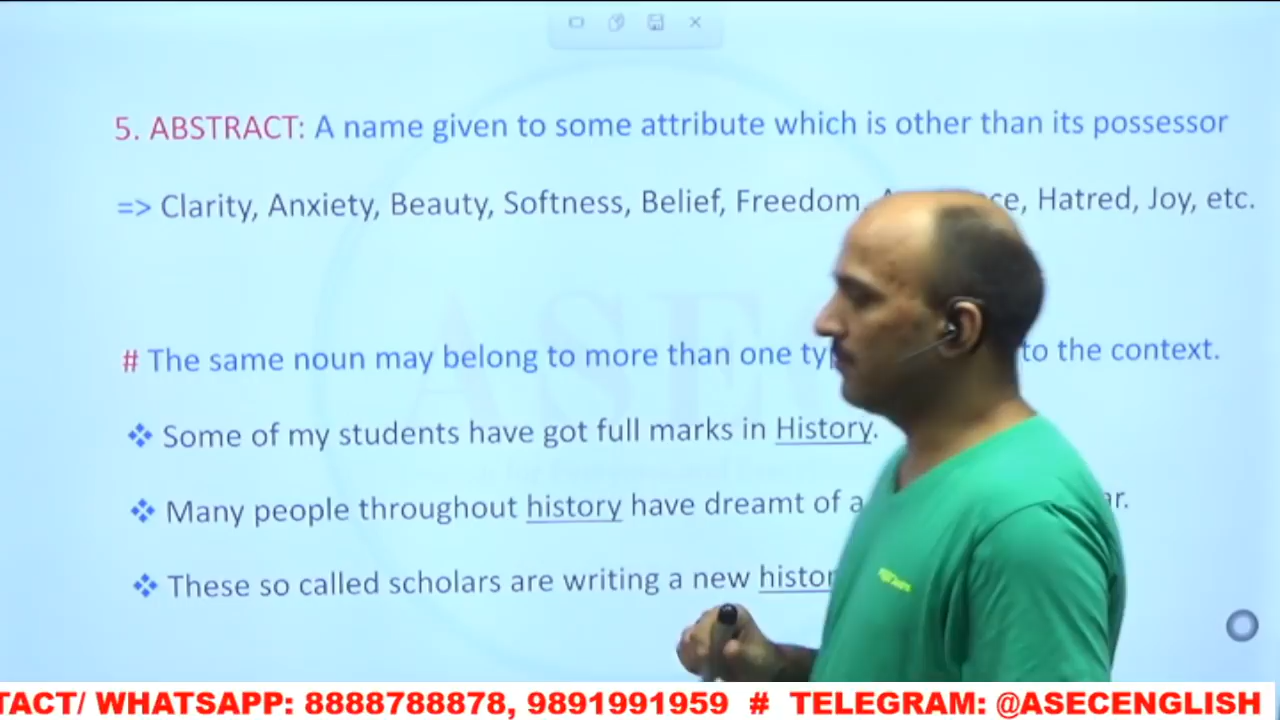 5. ABSTRACT: A name given to some attribute which is other than its possessor
=> Clarity, Anxiety, Beauty, Softness, Belief, Freedom, Hatred, Joy, etc.
# The same noun may belong to more than one to the context.
❖ Some of my students have got full marks in History.
❖ Many people throughout history have dreamt of a
❖ These so called scholars are writing a new
TACT/ WHATSAPP: 8888788878, 9891991959 # TELEGRAM: @ASECENGLISH